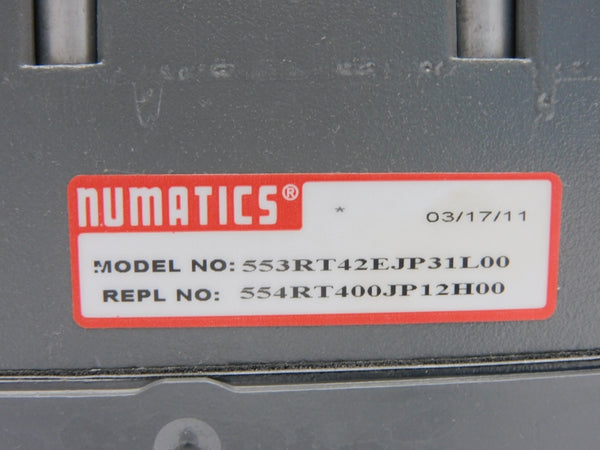 numatics®
* 03/17/11
MODEL NO: 553RT42EJP31L00
REPL NO: 554RT400JP12H00